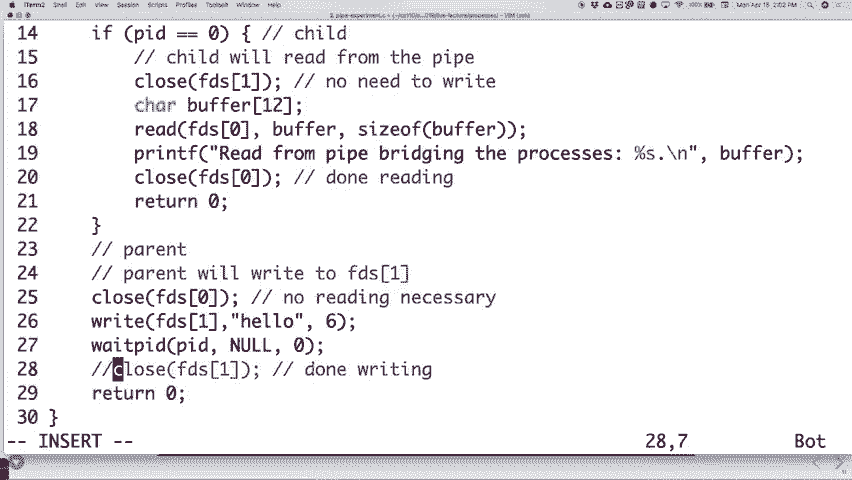 iTerm2 Shell Edit View Session Scripts Profiles Toolbelt Window Help 100% Mon Apr 15 2:02 PM
14 if (pid == 0) { // child
15 // child will read from the pipe
16 close(fds[1]); // no need to write
17 char buffer[12];
18 read(fds[0], buffer, sizeof(buffer));
19 printf("Read from pipe bridging the processes: %s.\n", buffer);
20 close(fds[0]); // done reading
21 return 0;
22 }
23 // parent
24 // parent will write to fds[1]
25 close(fds[0]); // no reading necessary
26 write(fds[1],"hello", 6);
27 waitpid(pid, NULL, 0);
28 //close(fds[1]); // done writing
29 return 0;
30 }
-- INSERT -- 28,7 Bot